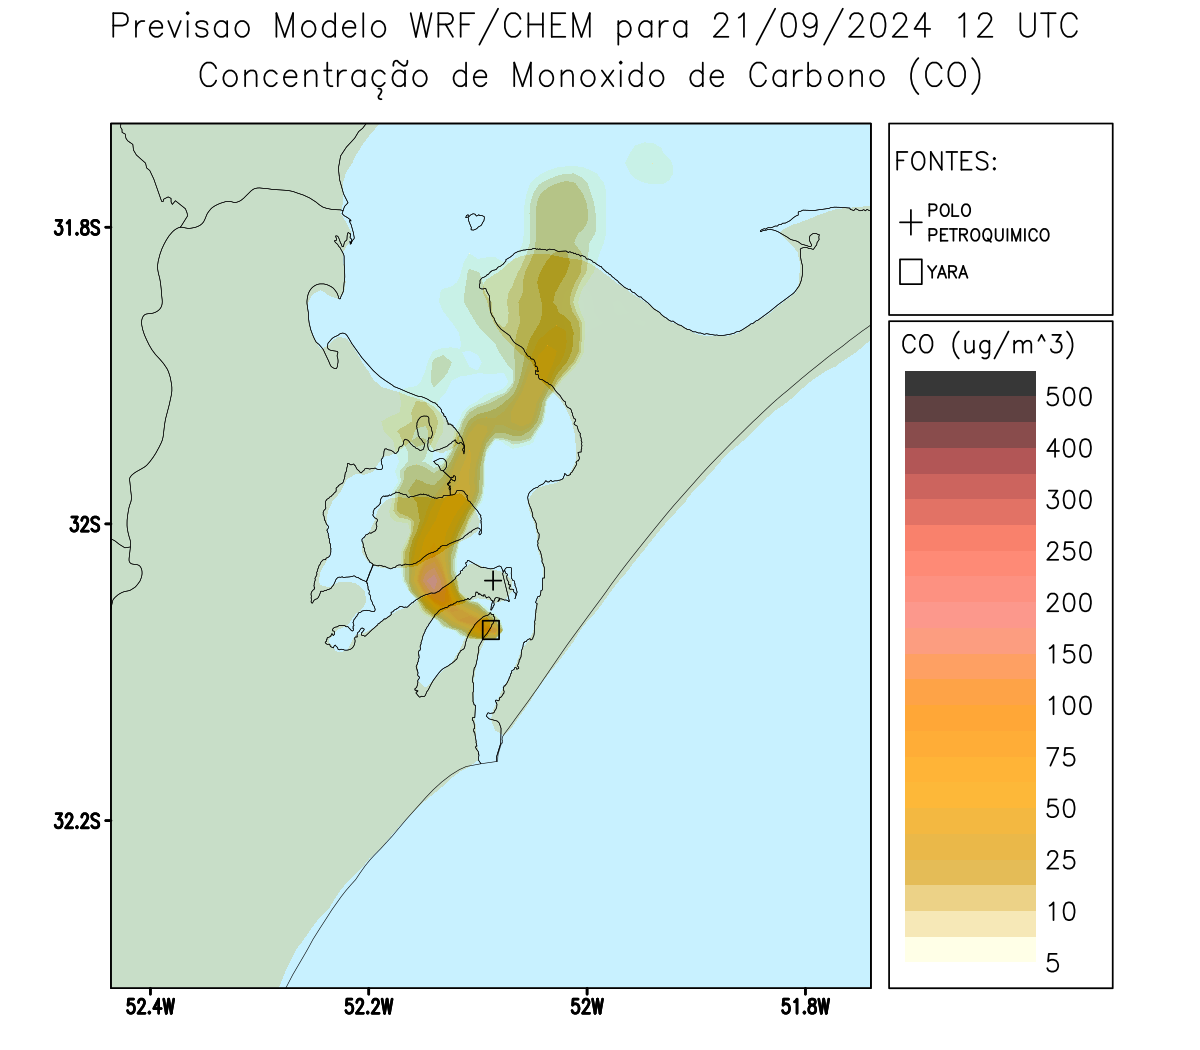 Previsao Modelo WRF/CHEM para 21/09/2024 12 UTC
Concentração de Monoxido de Carbono (CO)
FONTES:
POLO
PETROQUIMICO
YARA
CO (ug/m^3)
500
400
300
250
200
150
100
75
50
25
10
5
31.8S
32S
32.2S
52.4W
52.2W
52W
51.8W